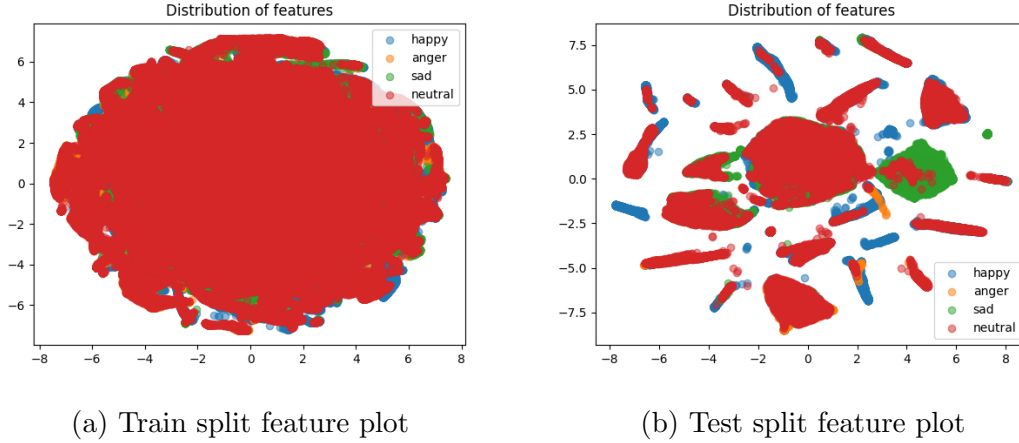 Distribution of features
happy
anger
sad
neutral
6
4
2
0
−2
−4
−6
−8 −6 −4 −2 0 2 4 6 8
(a) Train split feature plot
Distribution of features
7.5
5.0
2.5
0.0
−2.5
−5.0
−7.5
happy
anger
sad
neutral
−8 −6 −4 −2 0 2 4 6 8
(b) Test split feature plot